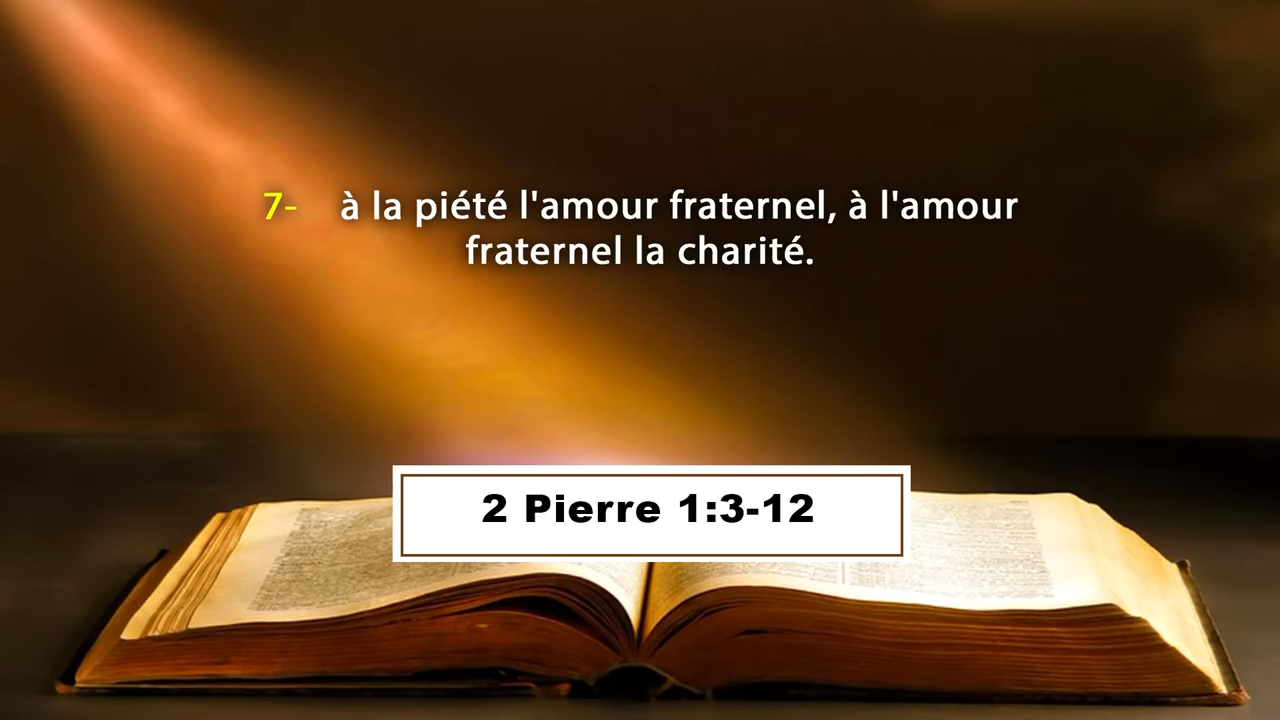 7- à la piété l'amour fraternel, à l'amour
fraternel la charité.
2 Pierre 1:3-12